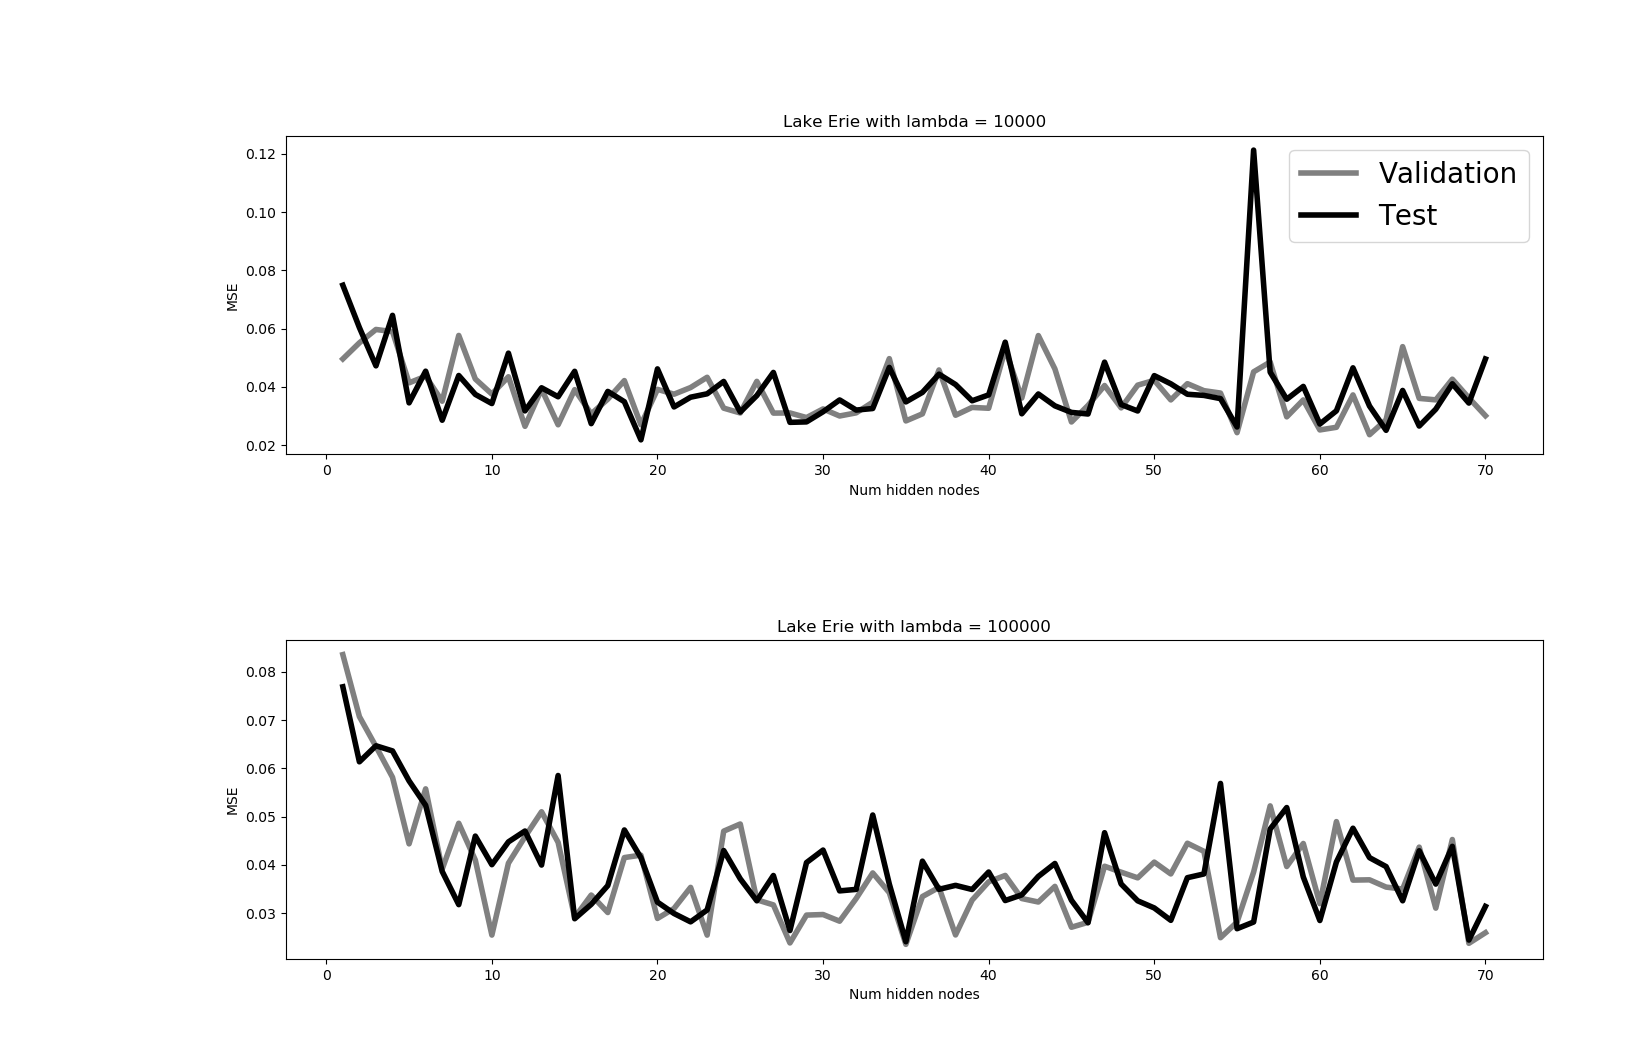 Lake Erie with lambda = 10000
0.12
0.10
0.08
0.06
0.04
0.02
MSE
Validation
Test
0 10 20 30 40 50 60 70
Num hidden nodes
Lake Erie with lambda = 100000
0.08
0.07
0.06
0.05
0.04
0.03
MSE
0 10 20 30 40 50 60 70
Num hidden nodes